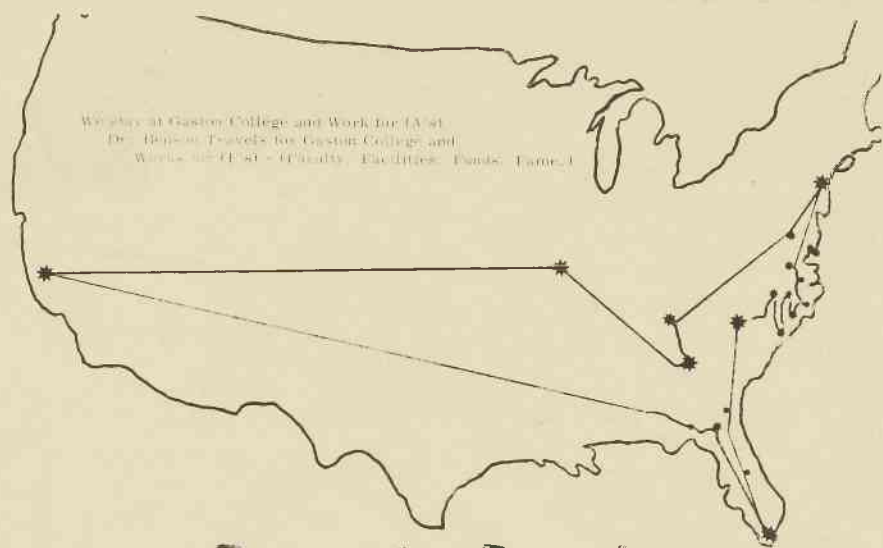 We stay at Gaston College and Work for (A's)
Dr. Benson Travels for Gaston College and
Works for (F's) - (Faculty, Facilities, Funds, Fame.)